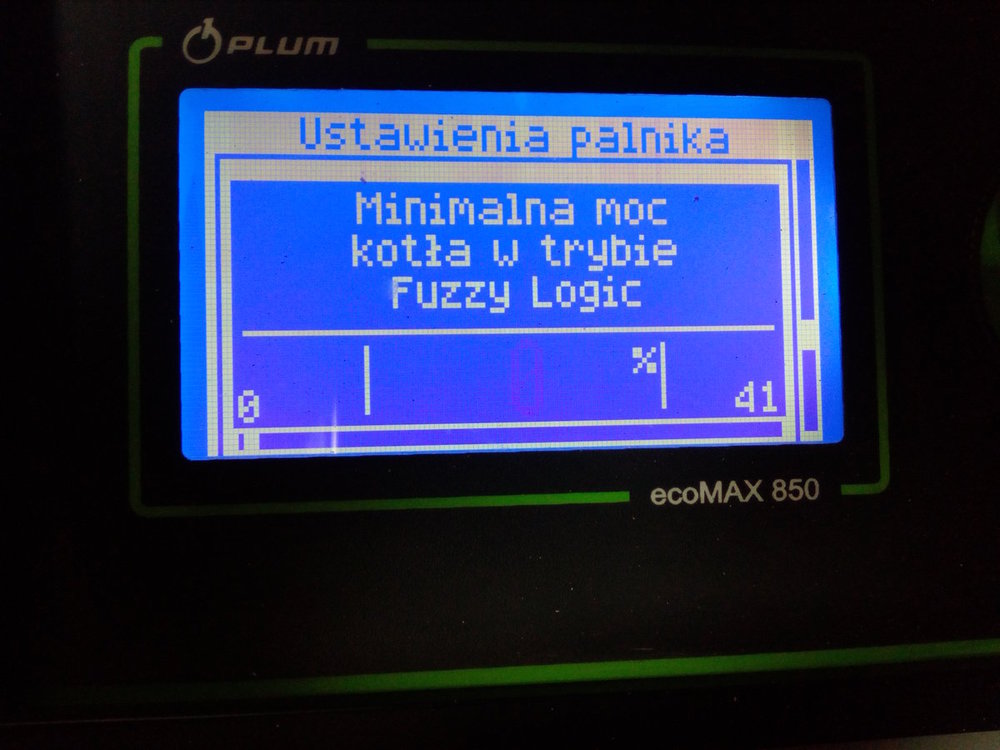 PLUM
Ustawienia palnika
Minimalna moc
kotła w trybie
Fuzzy Logic
0 0 % 41
ecoMAX 850